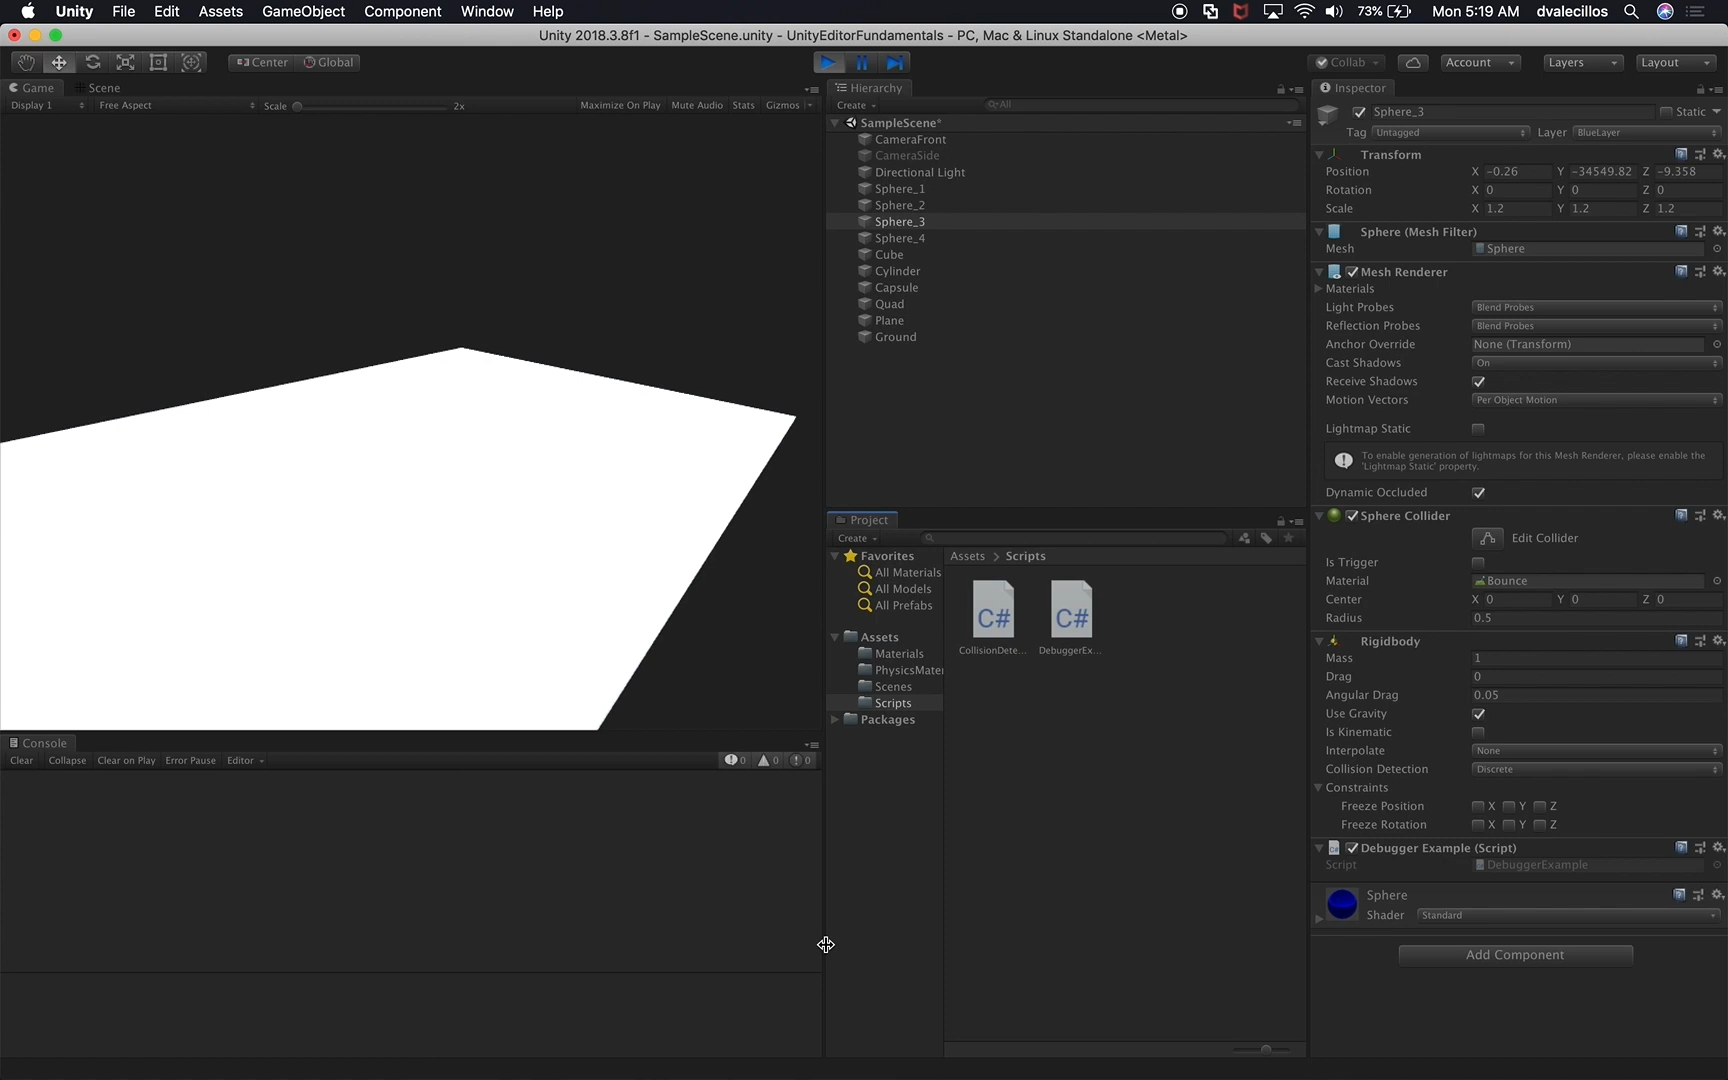 Unity File Edit Assets GameObject Component Window Help 73% Mon 5:19 AM dvalecillos
Unity 2018.3.8f1 - SampleScene.unity - UnityEditorFundamentals - PC, Mac & Linux Standalone <Metal>
Center Global Collab Account Layers Layout
Game Scene
Display 1 Free Aspect Scale 2x Maximize On Play Mute Audio Stats Gizmos
Hierarchy
Create All
SampleScene*
CameraFront
CameraSide
Directional Light
Sphere_1
Sphere_2
Sphere_3
Sphere_4
Cube
Cylinder
Capsule
Quad
Plane
Ground
Project
Create
Favorites
All Materials
All Models
All Prefabs
Assets
Materials
PhysicsMater
Scenes
Scripts
Packages
Assets > Scripts
C# C#
CollisionDete... DebuggerEx...
Console
Clear Collapse Clear on Play Error Pause Editor 0 0 0
Inspector
Sphere_3 Static
Tag Untagged Layer BlueLayer
Transform
Position X -0.26 Y -34549.82 Z -9.358
Rotation X 0 Y 0 Z 0
Scale X 1.2 Y 1.2 Z 1.2
Sphere (Mesh Filter)
Mesh Sphere
Mesh Renderer
Materials
Light Probes Blend Probes
Reflection Probes Blend Probes
Anchor Override None (Transform)
Cast Shadows On
Receive Shadows
Motion Vectors Per Object Motion
Lightmap Static
To enable generation of lightmaps for this Mesh Renderer, please enable the
'Lightmap Static' property.
Dynamic Occluded
Sphere Collider
Edit Collider
Is Trigger
Material Bounce
Center X 0 Y 0 Z 0
Radius 0.5
Rigidbody
Mass 1
Drag 0
Angular Drag 0.05
Use Gravity
Is Kinematic
Interpolate None
Collision Detection Discrete
Constraints
Freeze Position X Y Z
Freeze Rotation X Y Z
Debugger Example (Script)
Script DebuggerExample
Sphere
Shader Standard
Add Component